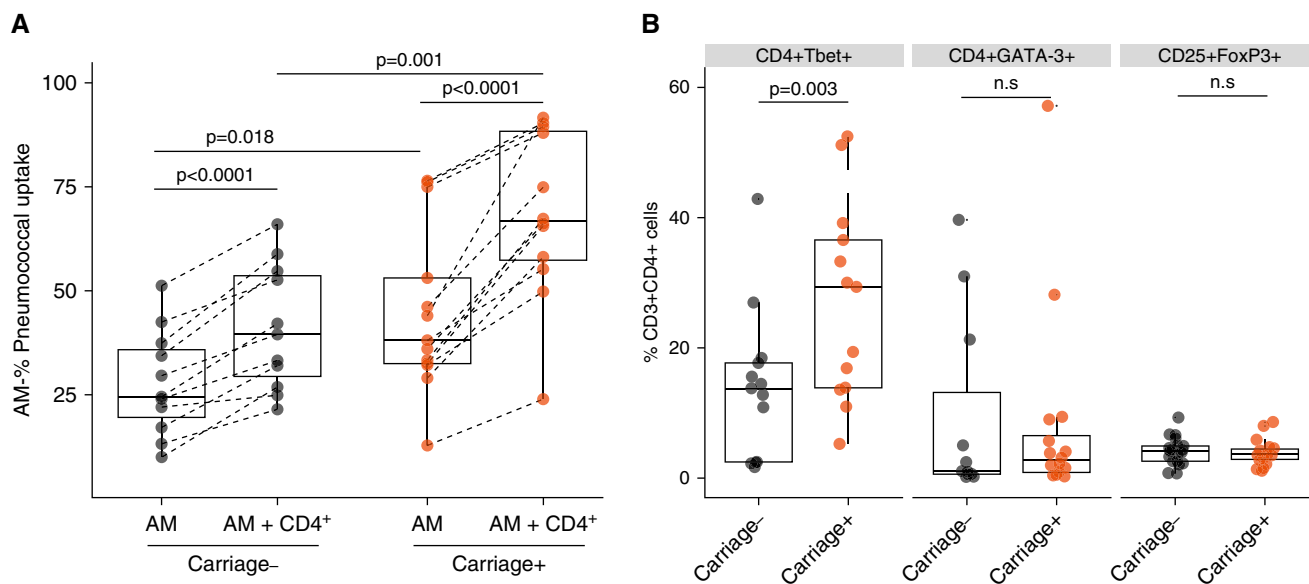 A
AM-% Pneumococcal uptake
100
75
50
25
p=0.001
p<0.0001
p=0.018
p<0.0001
AM
AM + CD4⁺
AM
AM + CD4⁺
Carriage–
Carriage+
B
CD4+Tbet+
CD4+GATA-3+
CD25+FoxP3+
% CD3+CD4+ cells
60
40
20
0
p=0.003
n.s
n.s
Carriage–
Carriage+
Carriage–
Carriage+
Carriage–
Carriage+